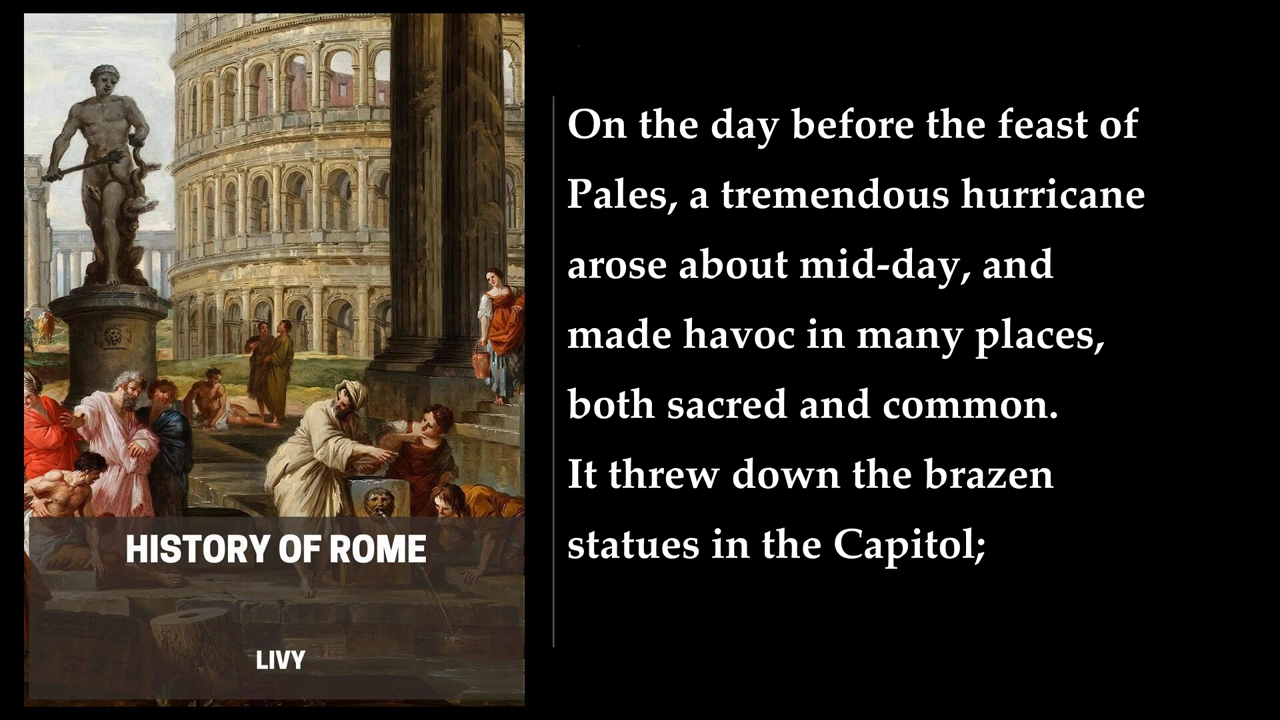 HISTORY OF ROME
LIVY
On the day before the feast of
Pales, a tremendous hurricane
arose about mid-day, and
made havoc in many places,
both sacred and common.
It threw down the brazen
statues in the Capitol;